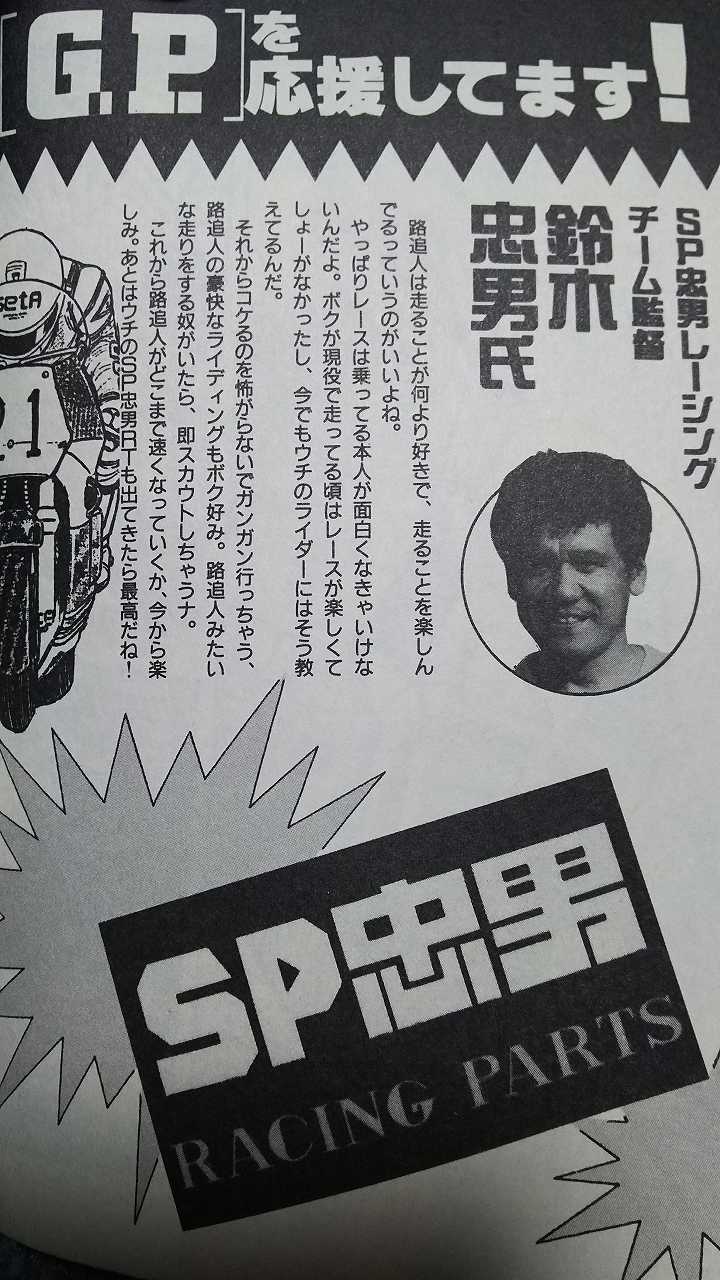 [G.P.]を
応援してます!
SP忠男レーシング
チーム監督
鈴木
忠男氏
路追人は走ることが何より好きで、走ることを楽しん
でるっていうのがいいよね。
やっぱりレースは乗ってる本人が面白くなきゃいけな
いんだよ。ボクが現役で走ってる頃はレースが楽しくて
しょーがなかったし、今でもウチのライダーにはそう教
えてるんだ。
それからコケるのを怖がらないでガンガン行っちゃう、
路追人の豪快なライディングもボク好み。路追人みたい
な走りをする奴がいたら、即スカウトしちゃうナ。
これから路追人がどこまで速くなっていくか、今から楽
しみ。あとはウチのSP忠男RTも出てきたら最高だね!
setA
21
SP忠男
RACING PARTS